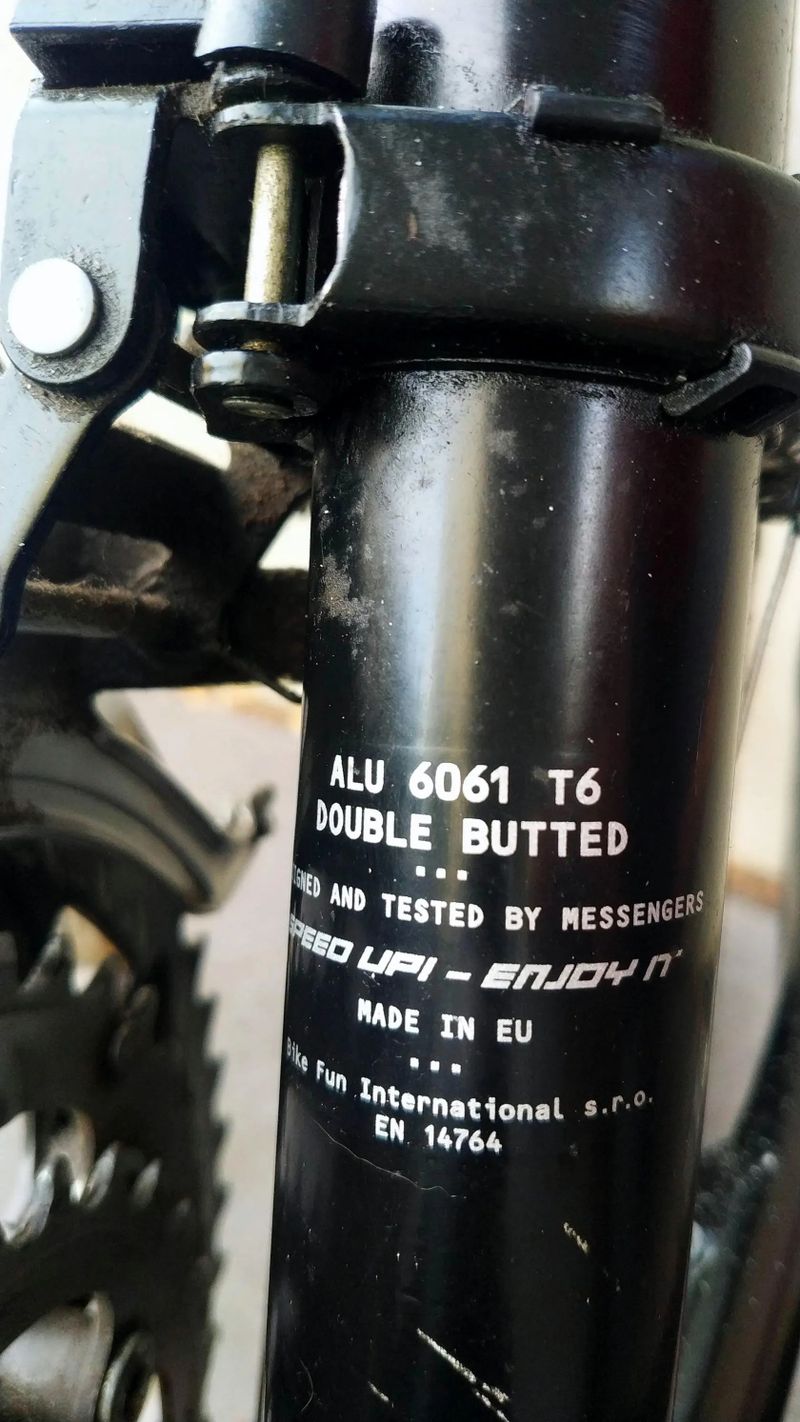 ALU 6061 T6
DOUBLE BUTTED
AND TESTED BY MESSENGERS
SPEED UP! - ENJOY
MADE IN EU
Bike Fun International s.r.o.
EN 14764